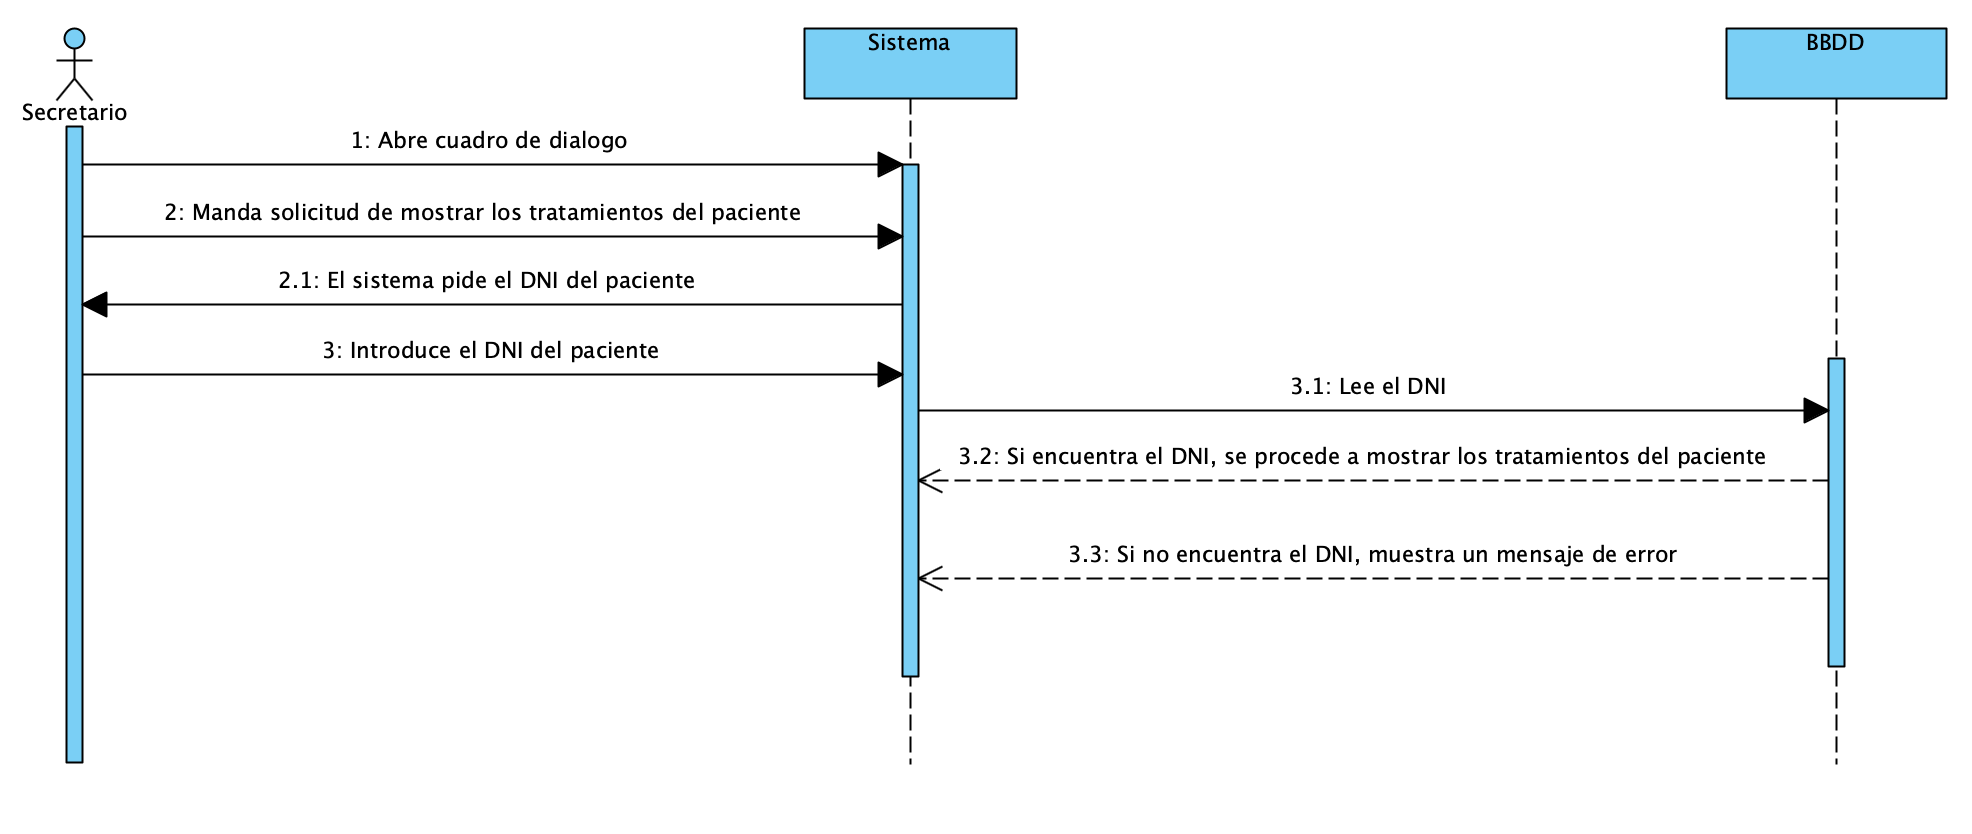 Secretario
Sistema
BBDD
1: Abre cuadro de dialogo
2: Manda solicitud de mostrar los tratamientos del paciente
2.1: El sistema pide el DNI del paciente
3: Introduce el DNI del paciente
3.1: Lee el DNI
3.2: Si encuentra el DNI, se procede a mostrar los tratamientos del paciente
3.3: Si no encuentra el DNI, muestra un mensaje de error